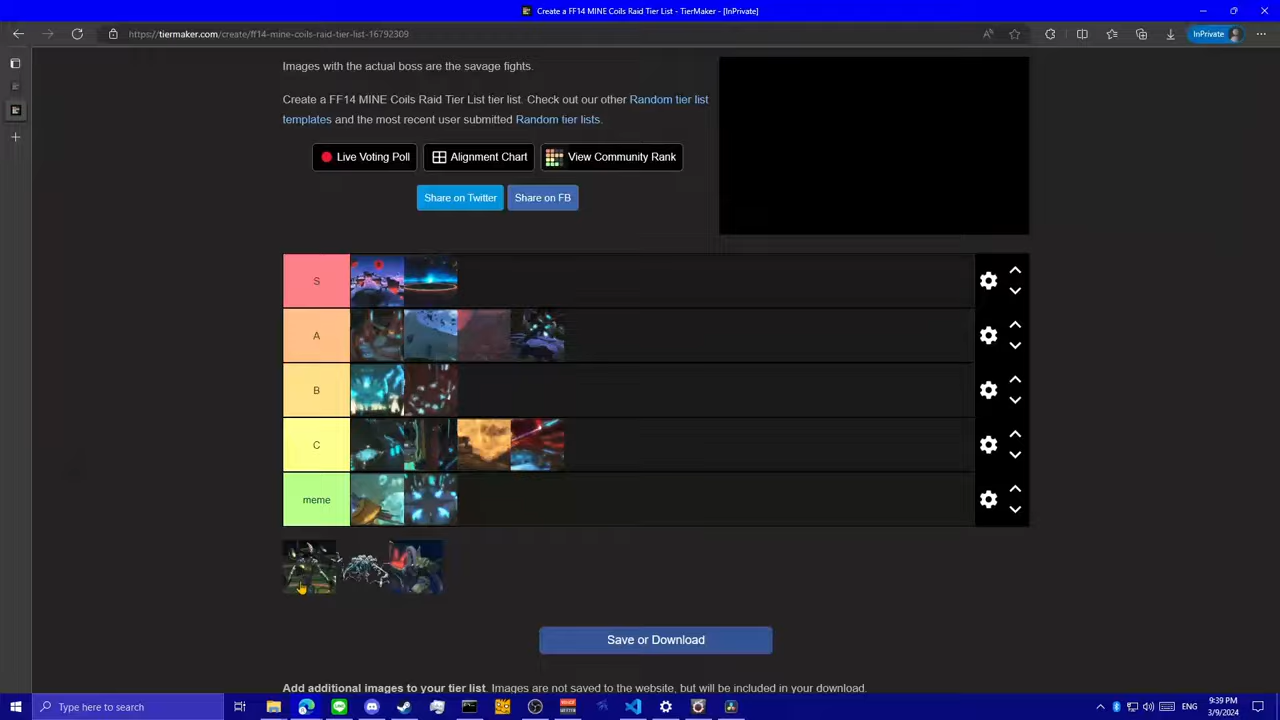 Create a FF14 MINE Coils Raid Tier List - TierMaker - [InPrivate]
https://tiermaker.com/create/ff14-mine-coils-raid-tier-list-16792309
InPrivate
Images with the actual boss are the savage fights.
Create a FF14 MINE Coils Raid Tier List tier list. Check out our other Random tier list
templates and the most recent user submitted Random tier lists.
Live Voting Poll
Alignment Chart
View Community Rank
Share on Twitter
Share on FB
S
A
B
C
meme
Save or Download
Add additional images to your tier list. Images are not saved to the website, but will be included in your download.
Type here to search
ENG
9:39 PM
3/9/2024